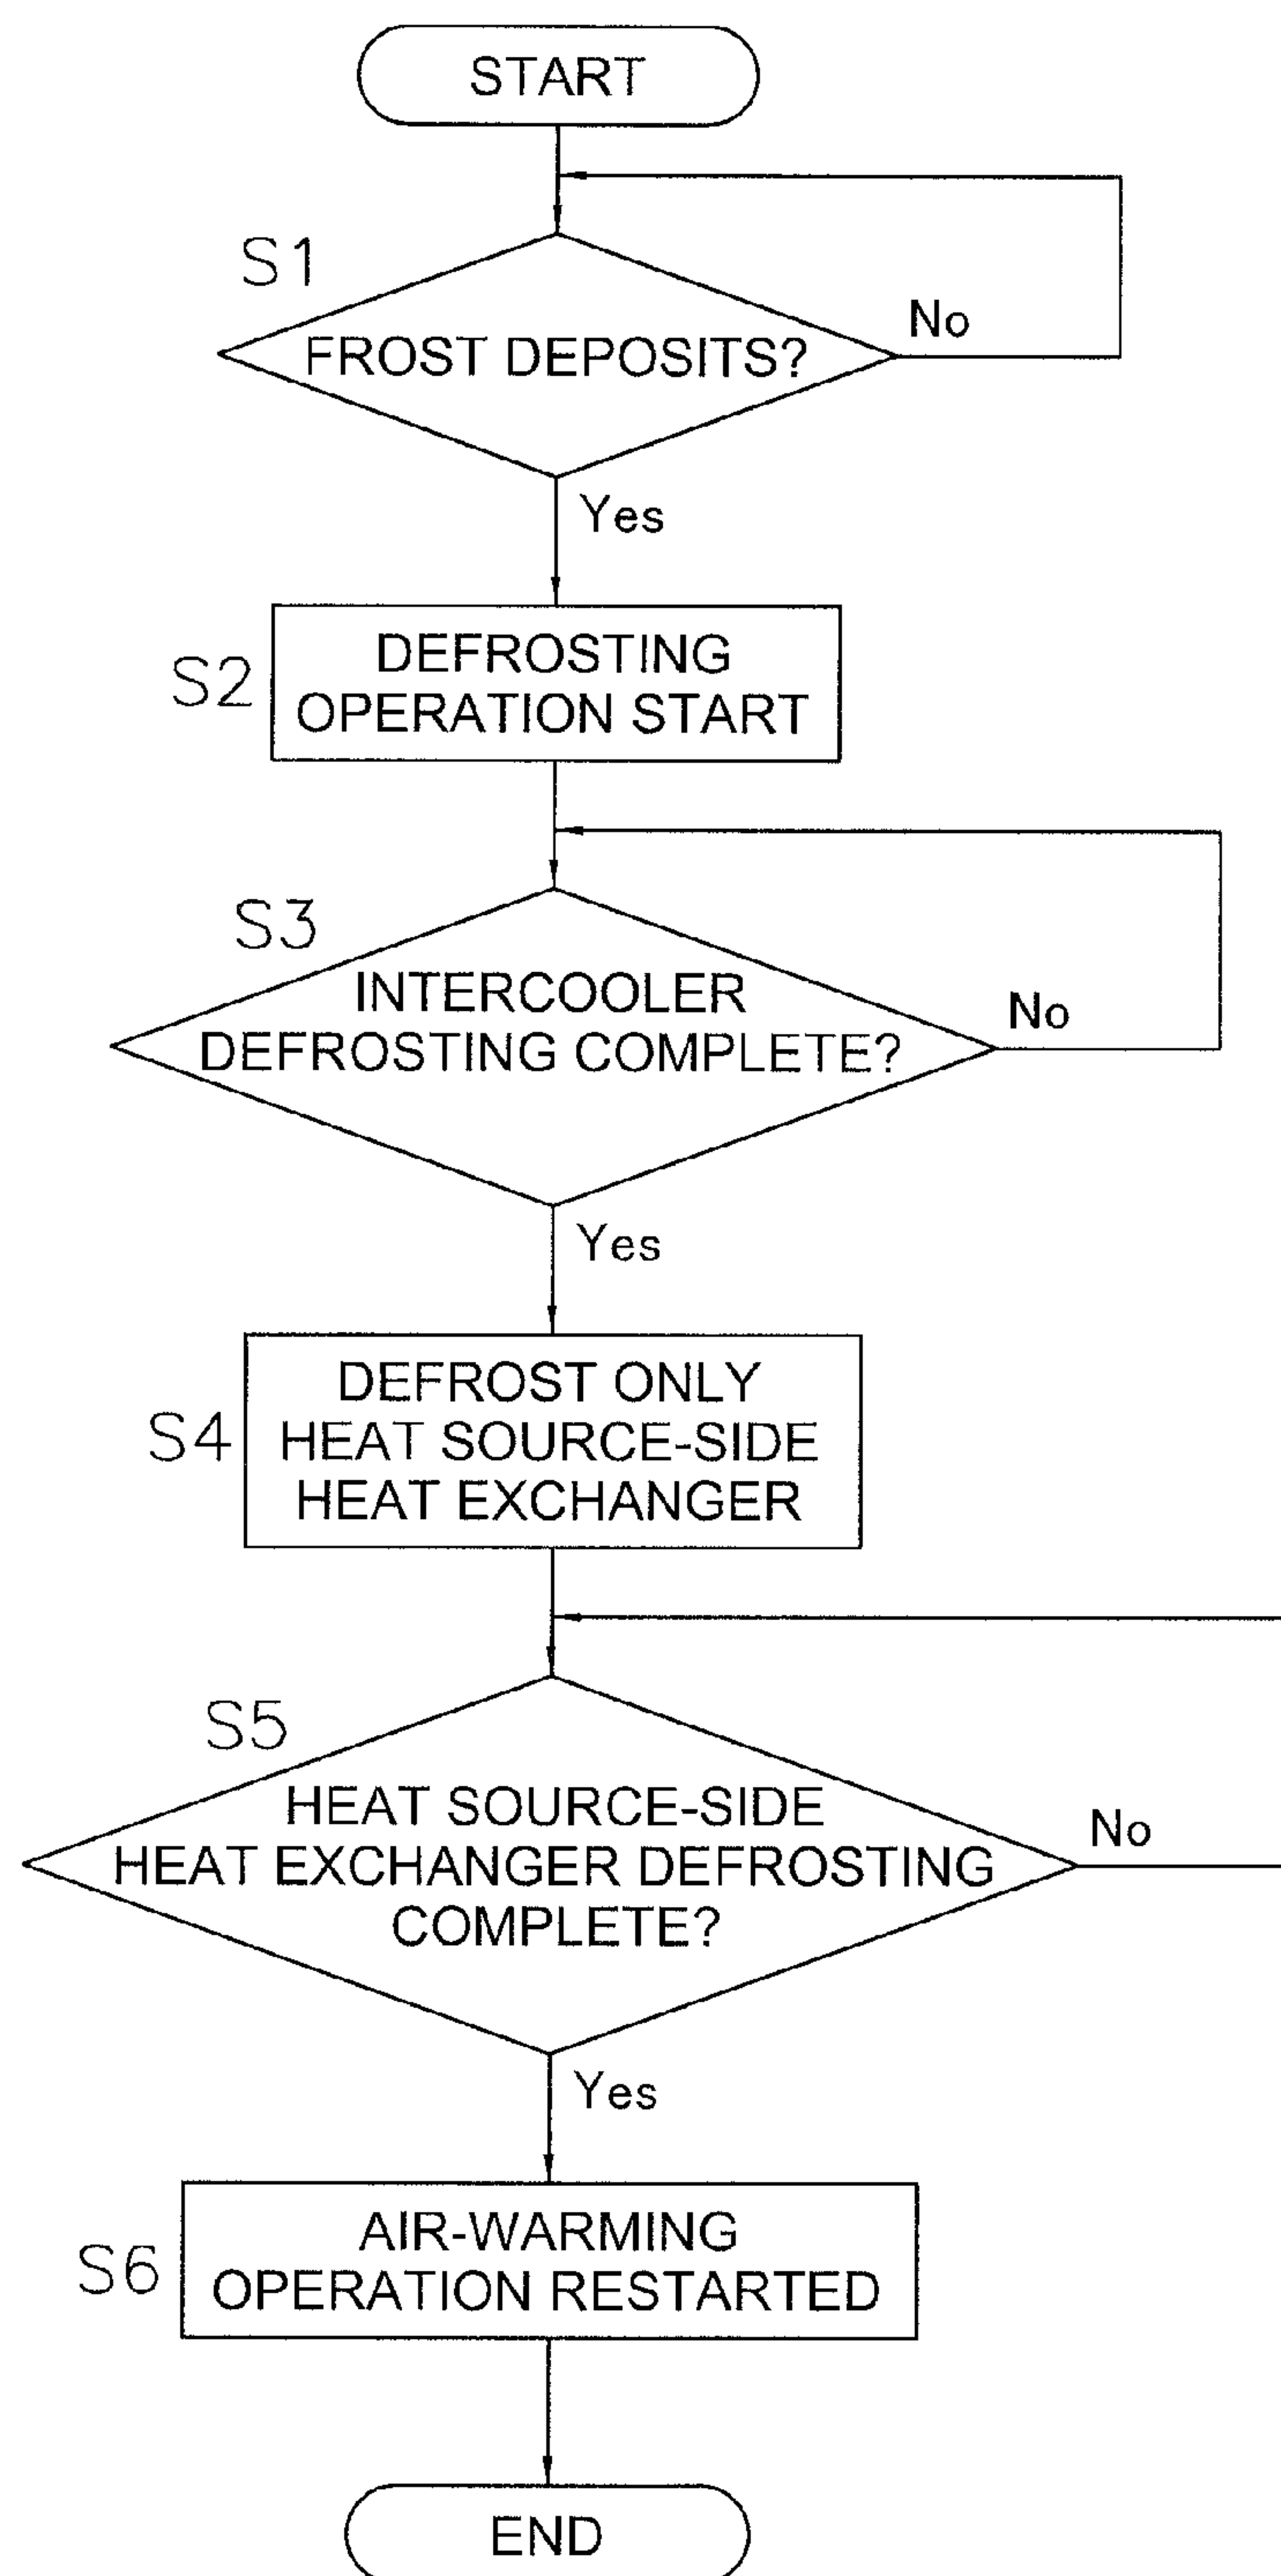 START
S1
FROST DEPOSITS?
No
Yes
S2
DEFROSTING
OPERATION START
S3
INTERCOOLER
DEFROSTING COMPLETE?
No
Yes
S4
DEFROST ONLY
HEAT SOURCE-SIDE
HEAT EXCHANGER
S5
HEAT SOURCE-SIDE
HEAT EXCHANGER DEFROSTING
COMPLETE?
No
Yes
S6
AIR-WARMING
OPERATION RESTARTED
END